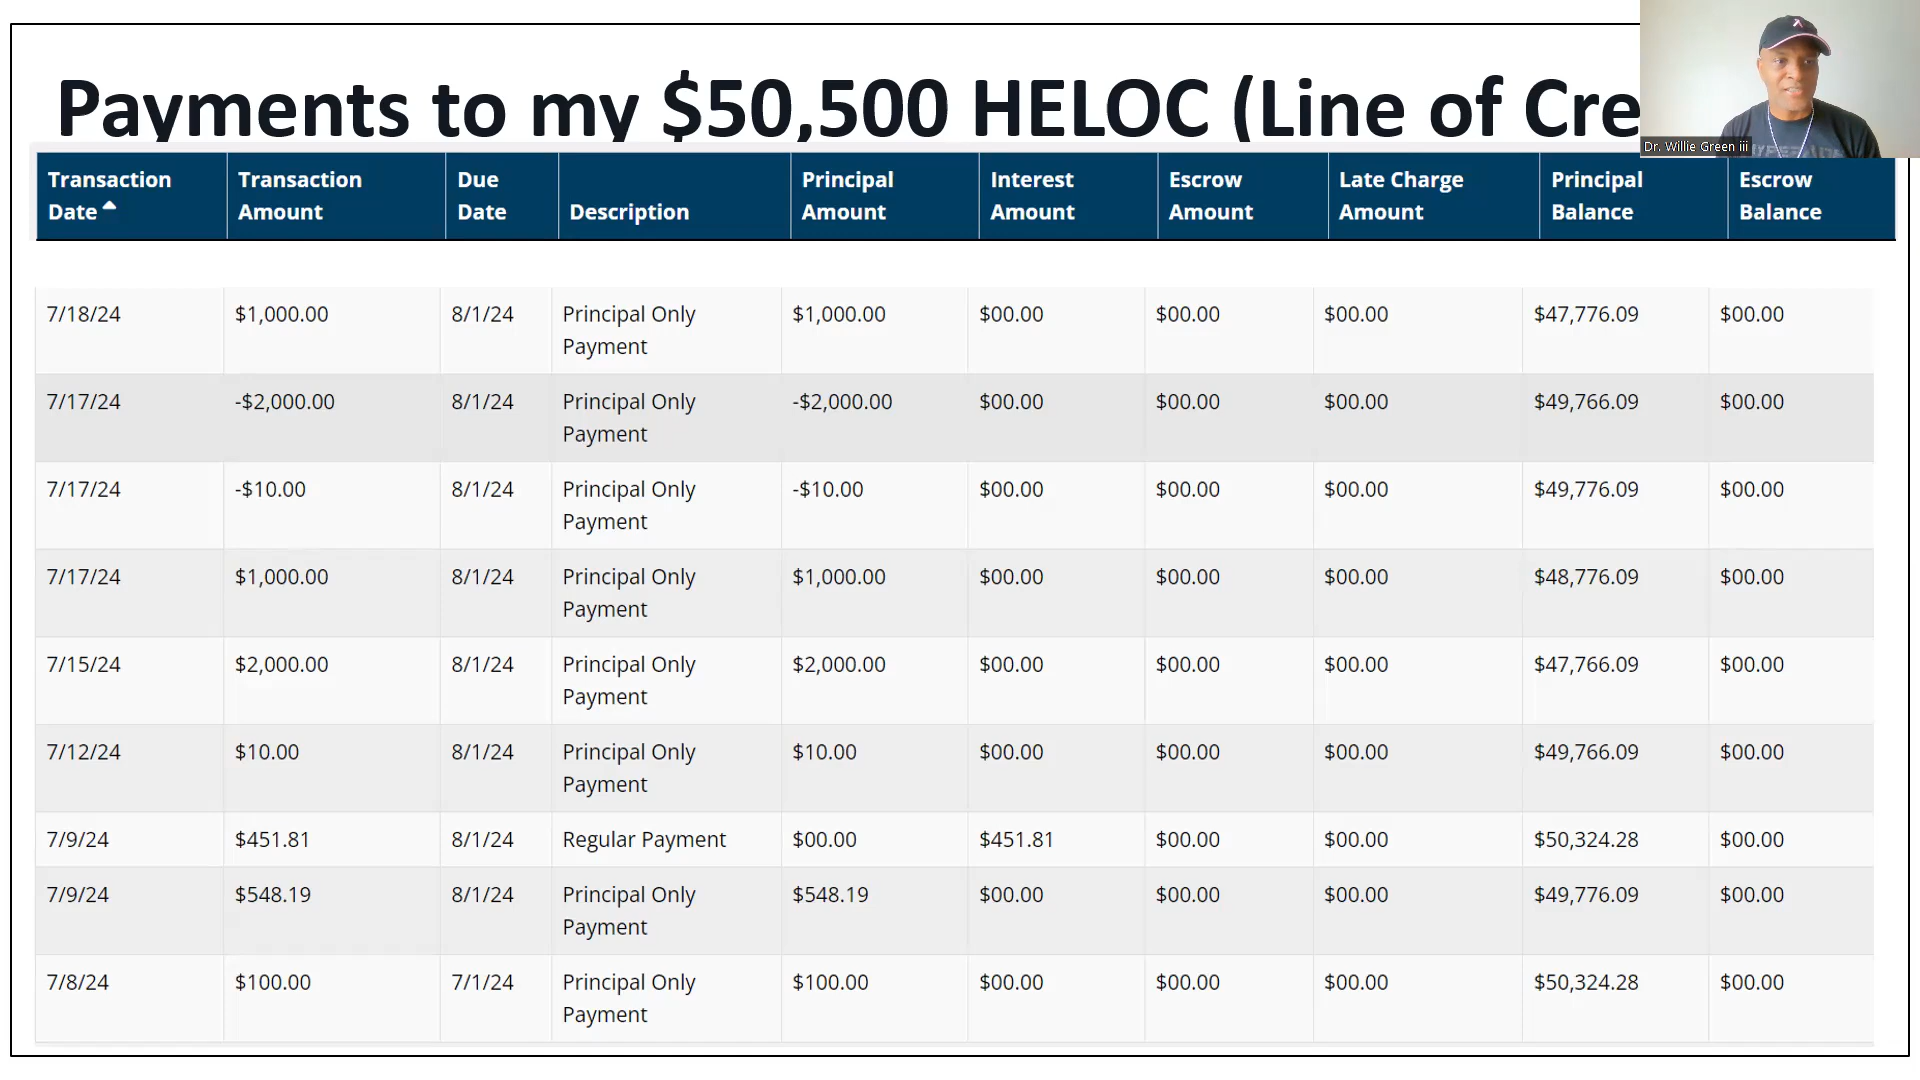 Payments to my $50,500 HELOC (Line of Cre
Dr. Willie Green iii
Transaction Date Transaction Amount Due Date Description Principal Amount Interest Amount Escrow Amount Late Charge Amount Principal Balance Escrow Balance
7/18/24 $1,000.00 8/1/24 Principal Only Payment $1,000.00 $00.00 $00.00 $00.00 $47,776.09 $00.00
7/17/24 -$2,000.00 8/1/24 Principal Only Payment -$2,000.00 $00.00 $00.00 $00.00 $49,766.09 $00.00
7/17/24 -$10.00 8/1/24 Principal Only Payment -$10.00 $00.00 $00.00 $00.00 $49,776.09 $00.00
7/17/24 $1,000.00 8/1/24 Principal Only Payment $1,000.00 $00.00 $00.00 $00.00 $48,776.09 $00.00
7/15/24 $2,000.00 8/1/24 Principal Only Payment $2,000.00 $00.00 $00.00 $00.00 $47,766.09 $00.00
7/12/24 $10.00 8/1/24 Principal Only Payment $10.00 $00.00 $00.00 $00.00 $49,766.09 $00.00
7/9/24 $451.81 8/1/24 Regular Payment $00.00 $451.81 $00.00 $00.00 $50,324.28 $00.00
7/9/24 $548.19 8/1/24 Principal Only Payment $548.19 $00.00 $00.00 $00.00 $49,776.09 $00.00
7/8/24 $100.00 7/1/24 Principal Only Payment $100.00 $00.00 $00.00 $00.00 $50,324.28 $00.00